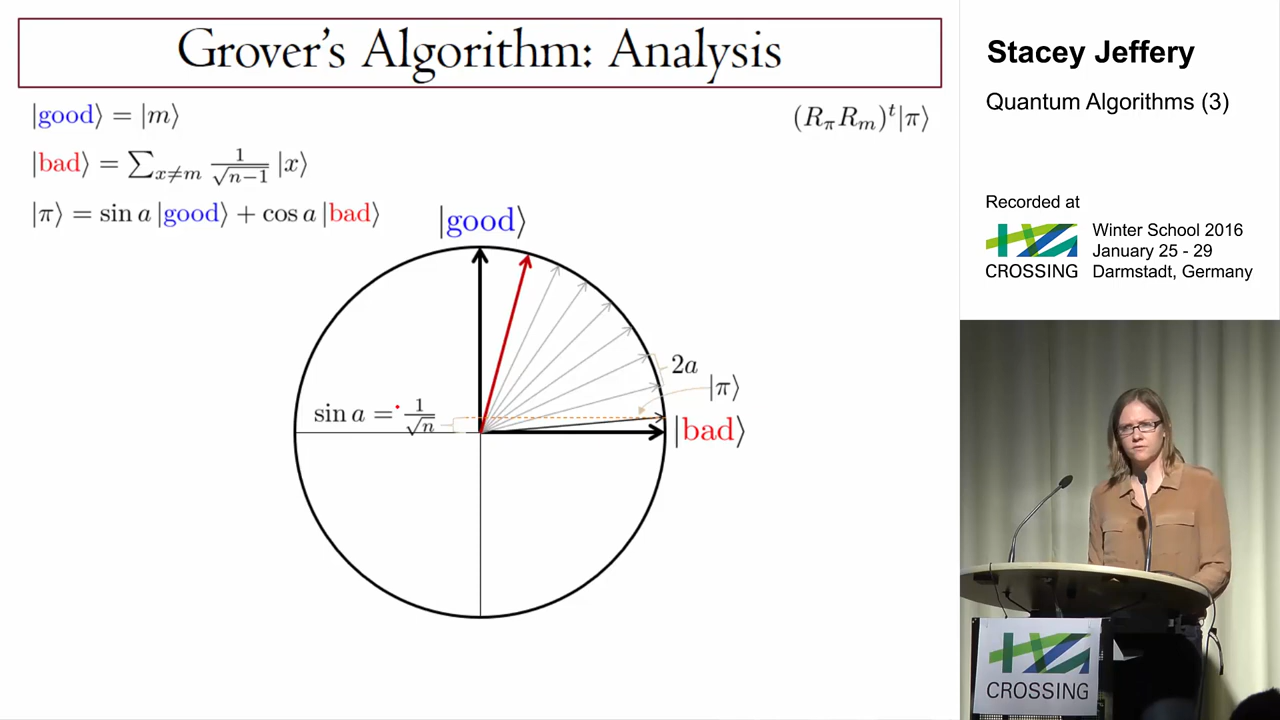 Grover's Algorithm: Analysis
|good⟩ = |m⟩
(R_π R_m)^t|π⟩
|bad⟩ = ∑_{x≠m} 1/√(n−1) |x⟩
|π⟩ = sin a |good⟩ + cos a |bad⟩
|good⟩
2a
|π⟩
sin a = 1/√n
|bad⟩
Stacey Jeffery
Quantum Algorithms (3)
Recorded at
CROSSING
Winter School 2016
January 25 - 29
Darmstadt, Germany
CROSSING